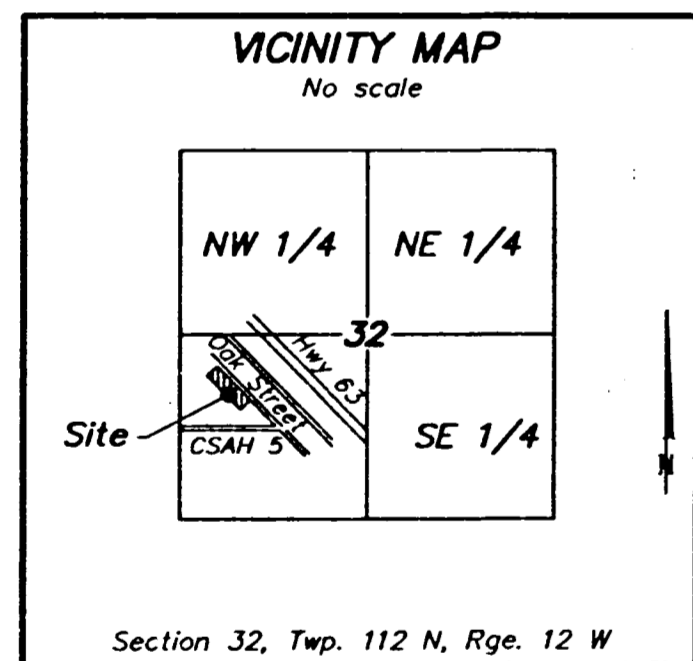 VICINITY MAP
No scale
NW 1/4
NE 1/4
32
Oak Street
Hwy 63
Site
CSAH 5
SE 1/4
N
Section 32, Twp. 112 N, Rge. 12 W